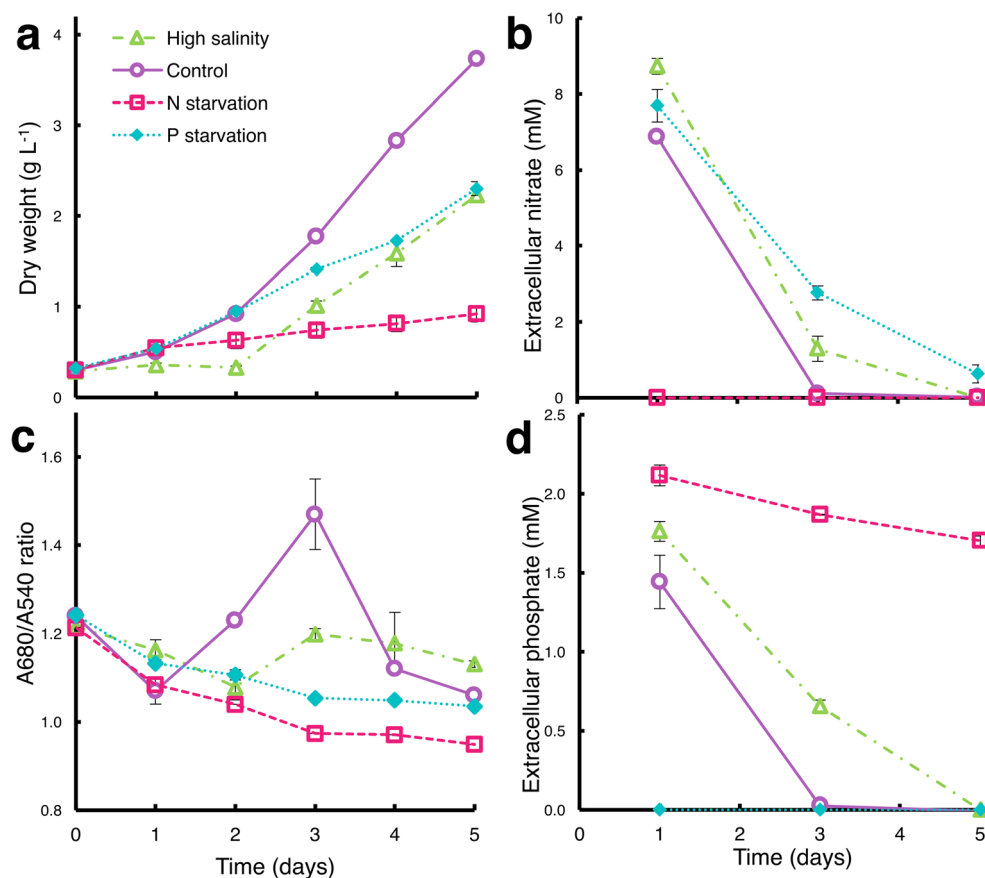 a
4
3
2
1
0
Dry weight (g L-1)
High salinity
Control
N starvation
P starvation
b
10
8
6
4
2
0
Extracellular nitrate (mM)
c
1.6
1.4
1.2
1.0
0.8
A680/A540 ratio
0 1 2 3 4 5
Time (days)
d
2.5
2.0
1.5
1.0
0.5
0.0
Extracellular phosphate (mM)
0 1 2 3 4 5
Time (days)